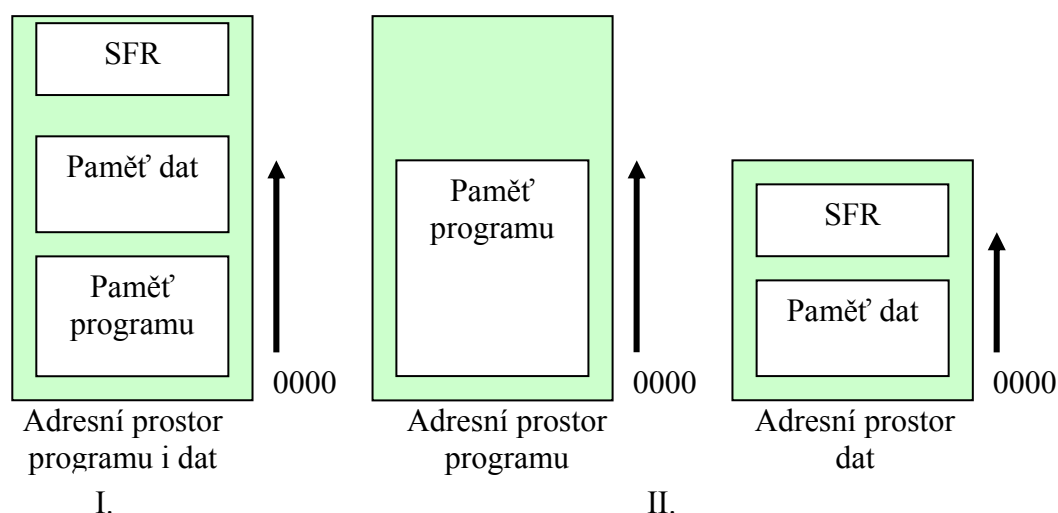 SFR
Paměť dat
Paměť
programu
0000
Adresní prostor
programu i dat
I.
Paměť
programu
0000
Adresní prostor
programu
SFR
Paměť dat
0000
Adresní prostor
dat
II.